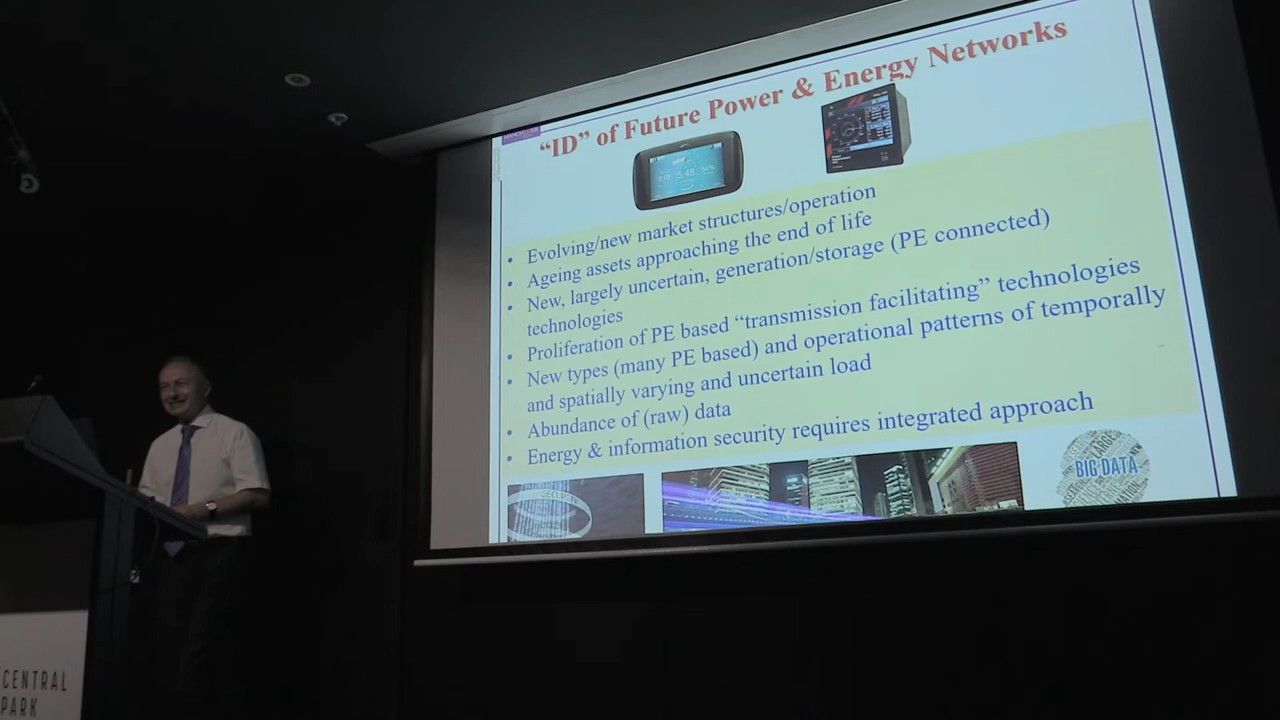 “ID” of Future Power & Energy Networks
• Evolving/new market structures/operation
• Ageing assets approaching the end of life
• New, largely uncertain, generation/storage (PE connected)
technologies
• Proliferation of PE based “transmission facilitating” technologies
• New types (many PE based) and operational patterns of temporally
and spatially varying and uncertain load
• Abundance of (raw) data
• Energy & information security requires integrated approach
SECURITY
BIG DATA
CENTRAL
PARK